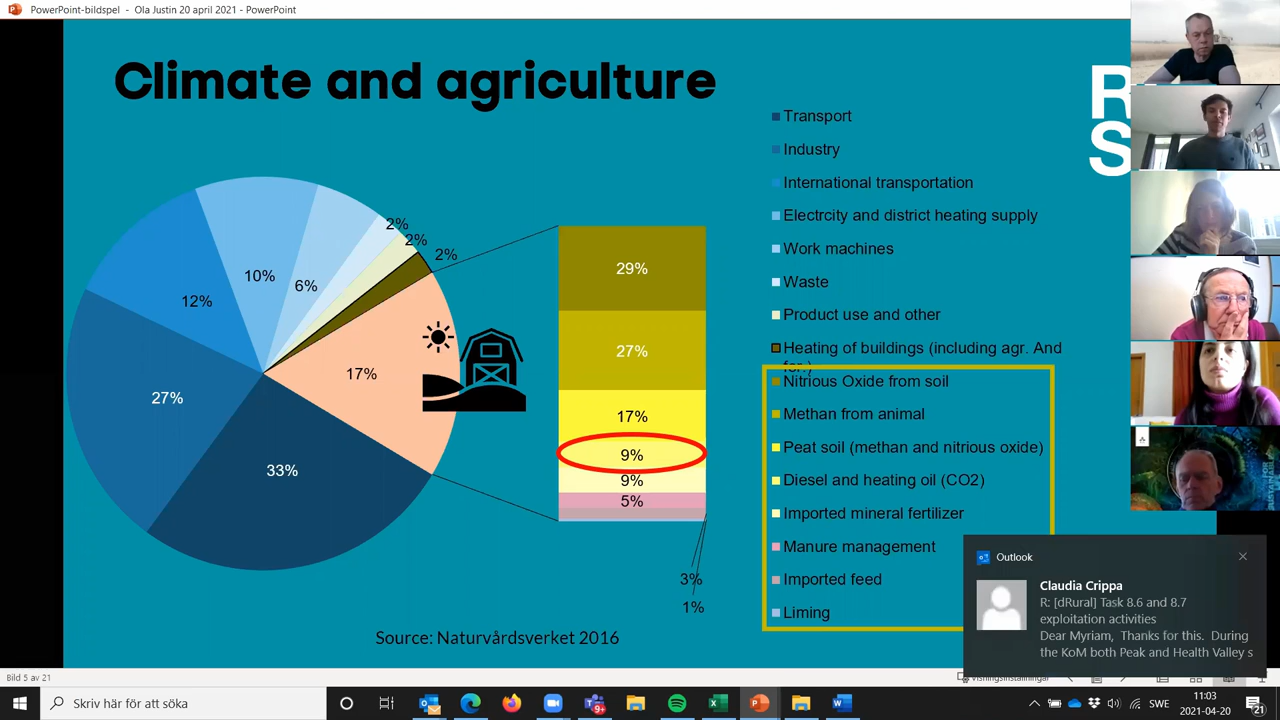 PowerPoint-bildspel - Ola Justin 20 april 2021 - PowerPoint
Climate and agriculture
R
S
Transport
Industry
International transportation
Electrcity and district heating supply
Work machines
Waste
Product use and other
Heating of buildings (including agr. And
for.)
Nitrious Oxide from soil
Methan from animal
Peat soil (methan and nitrious oxide)
Diesel and heating oil (CO2)
Imported mineral fertilizer
Manure management
Imported feed
Liming
2%
2%
2%
10%
6%
12%
17%
27%
33%
29%
27%
17%
9%
9%
5%
3%
1%
Source: Naturvårdsverket 2016
Outlook
Claudia Crippa
R: [dRural] Task 8.6 and 8.7
exploitation activities
Dear Myriam, Thanks for this. During
the KoM both Peak and Health Valley s
Bild 5 av 21
Visningsinställningar
Skriv här för att söka
9+
SWE
11:03
2021-04-20
21